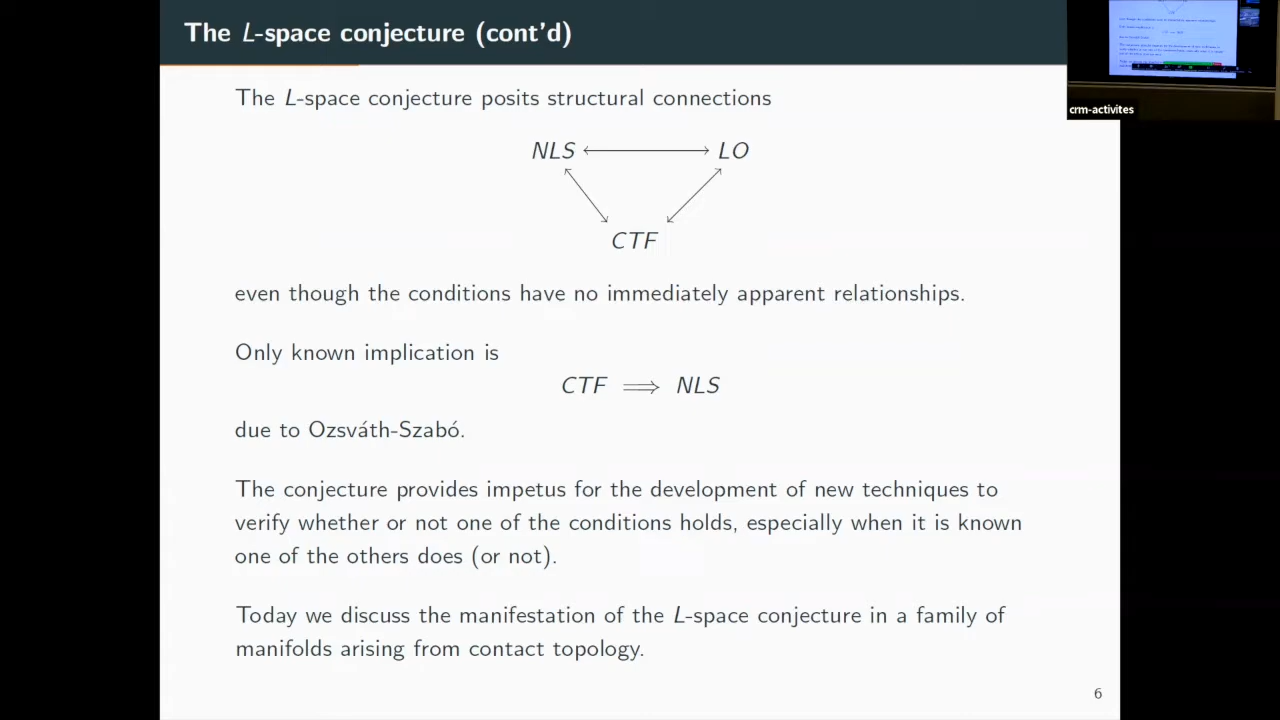 The L-space conjecture (cont'd)
crm-activites
The L-space conjecture posits structural connections
NLS ⟷ LO
CTF
even though the conditions have no immediately apparent relationships.
Only known implication is
CTF ⟹ NLS
due to Ozsváth-Szabó.
The conjecture provides impetus for the development of new techniques to
verify whether or not one of the conditions holds, especially when it is known
one of the others does (or not).
Today we discuss the manifestation of the L-space conjecture in a family of
manifolds arising from contact topology.
6